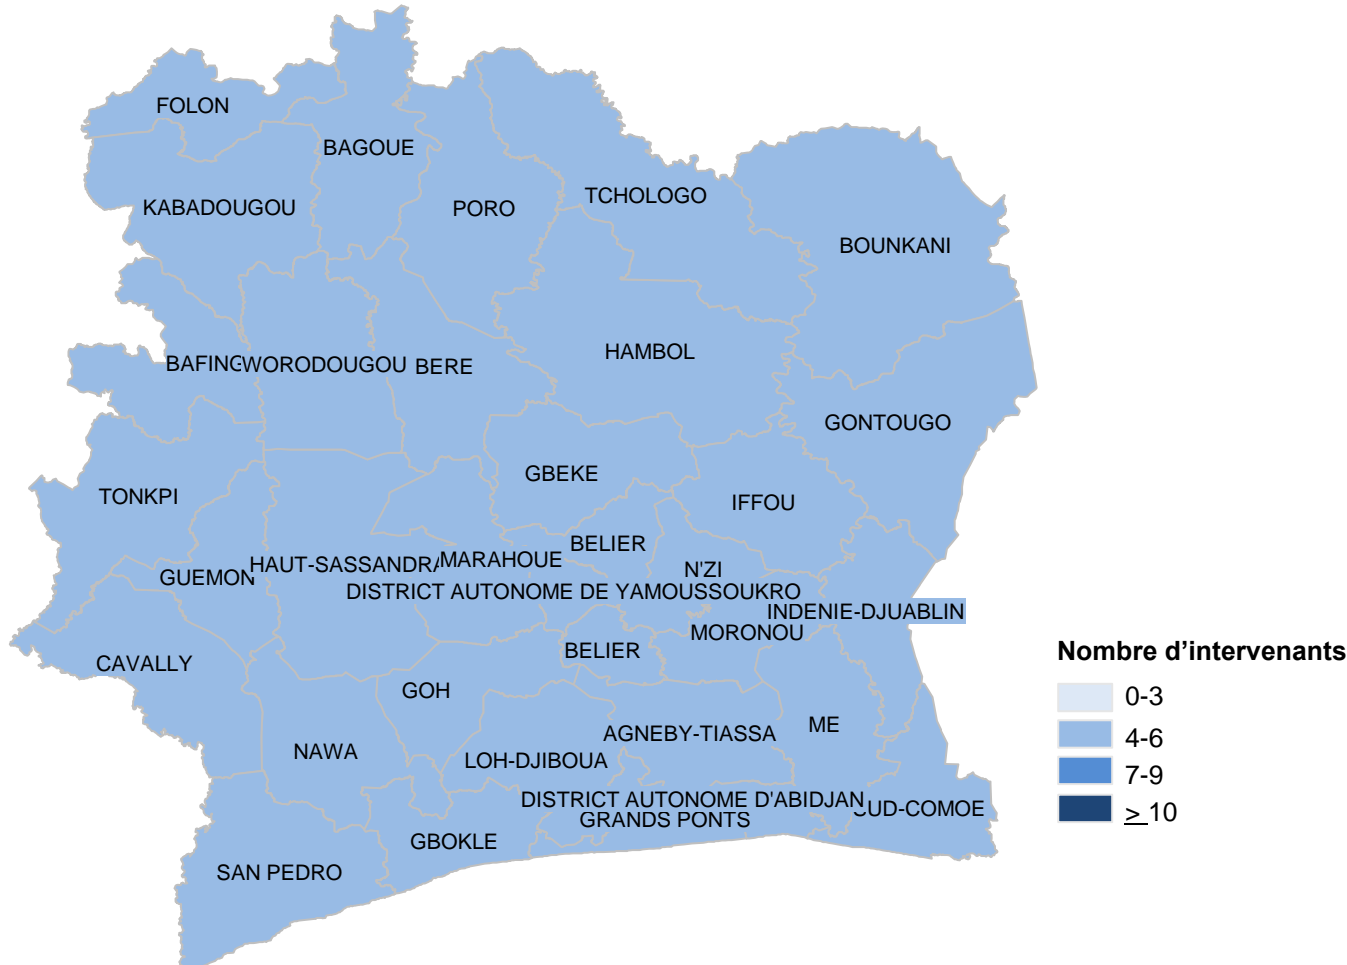 FOLON
BAGOUE
KABADOUGOU
PORO
TCHOLOGO
BOUNKANI
HAMBOL
BAFING
WORODOUGOU
BERE
GONTOUGO
GBEKE
TONKPI
IFFOU
BELIER
HAUT-SASSANDRA
MARAHOUE
N'ZI
GUEMON
DISTRICT AUTONOME DE YAMOUSSOUKRO
INDENIE-DJUABLIN
MORONOU
BELIER
CAVALLY
GOH
ME
AGNEBY-TIASSA
NAWA
LOH-DJIBOUA
DISTRICT AUTONOME D'ABIDJAN
SUD-COMOE
GRANDS PONTS
GBOKLE
SAN PEDRO
Nombre d’intervenants
0-3
4-6
7-9
> 10